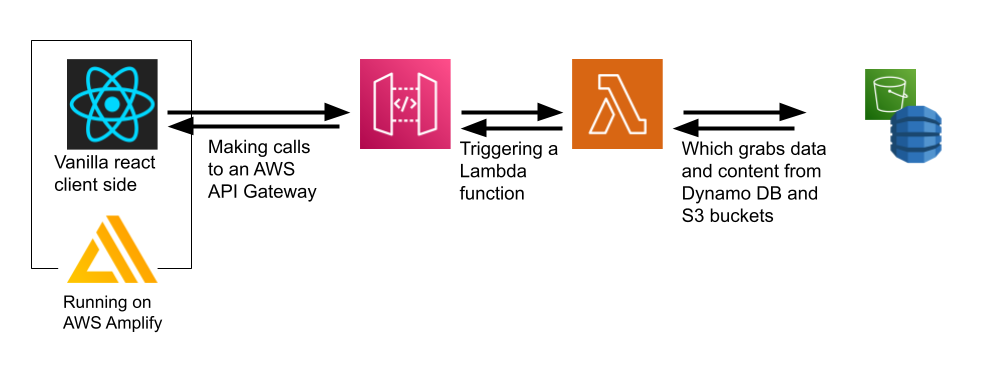 Vanilla react
client side
Making calls
to an AWS
API Gateway
Triggering a
Lambda
function
Which grabs data
and content from
Dynamo DB and
S3 buckets
Running on
AWS Amplify